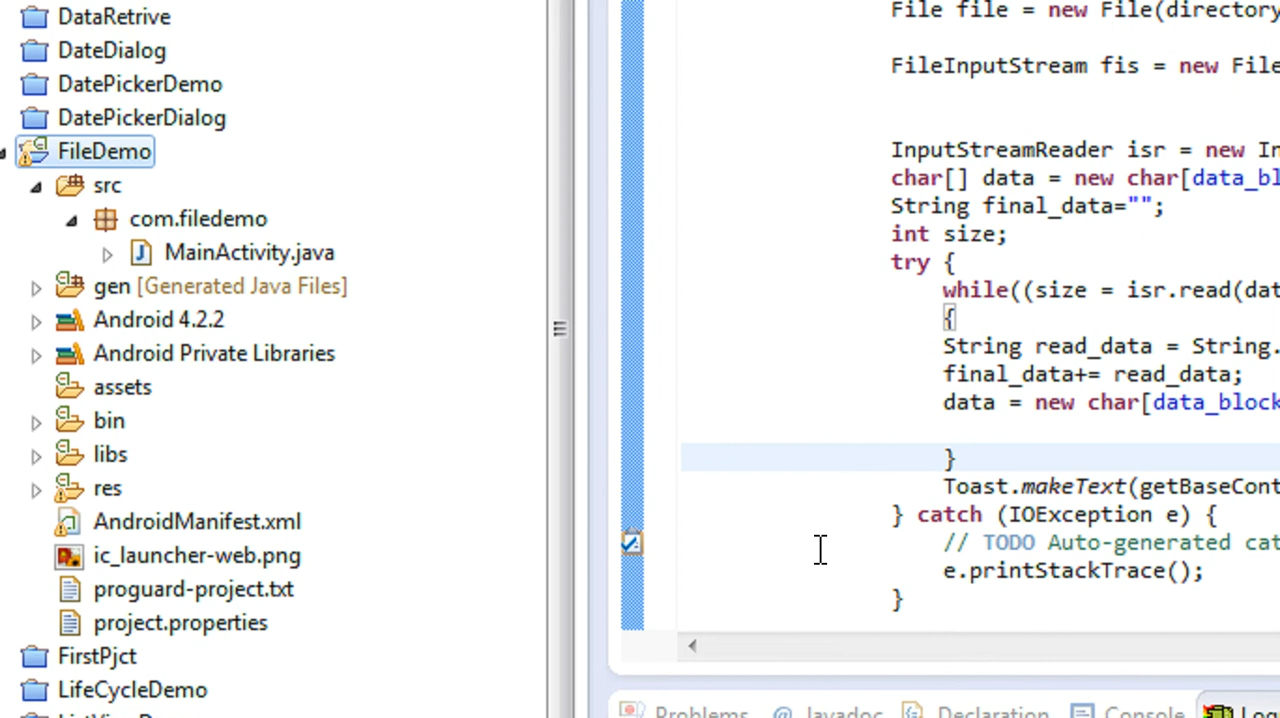 DataRetrive
DateDialog
DatePickerDemo
DatePickerDialog
FileDemo
src
com.filedemo
MainActivity.java
gen [Generated Java Files]
Android 4.2.2
Android Private Libraries
assets
bin
libs
res
AndroidManifest.xml
ic_launcher-web.png
proguard-project.txt
project.properties
FirstPjct
LifeCycleDemo
File file = new File(directory
FileInputStream fis = new File
InputStreamReader isr = new In
char[] data = new char[data_bl
String final_data="";
int size;
try {
while((size = isr.read(dat
{
String read_data = String.
final_data+= read_data;
data = new char[data_block
}
Toast.makeText(getBaseCont
} catch (IOException e) {
// TODO Auto-generated cat
e.printStackTrace();
}
Problems @ Javadoc Declaration Console Log